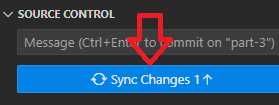 SOURCE CONTROL
Message (Ctrl+Enter to commit on "part-3")
Sync Changes 1↑